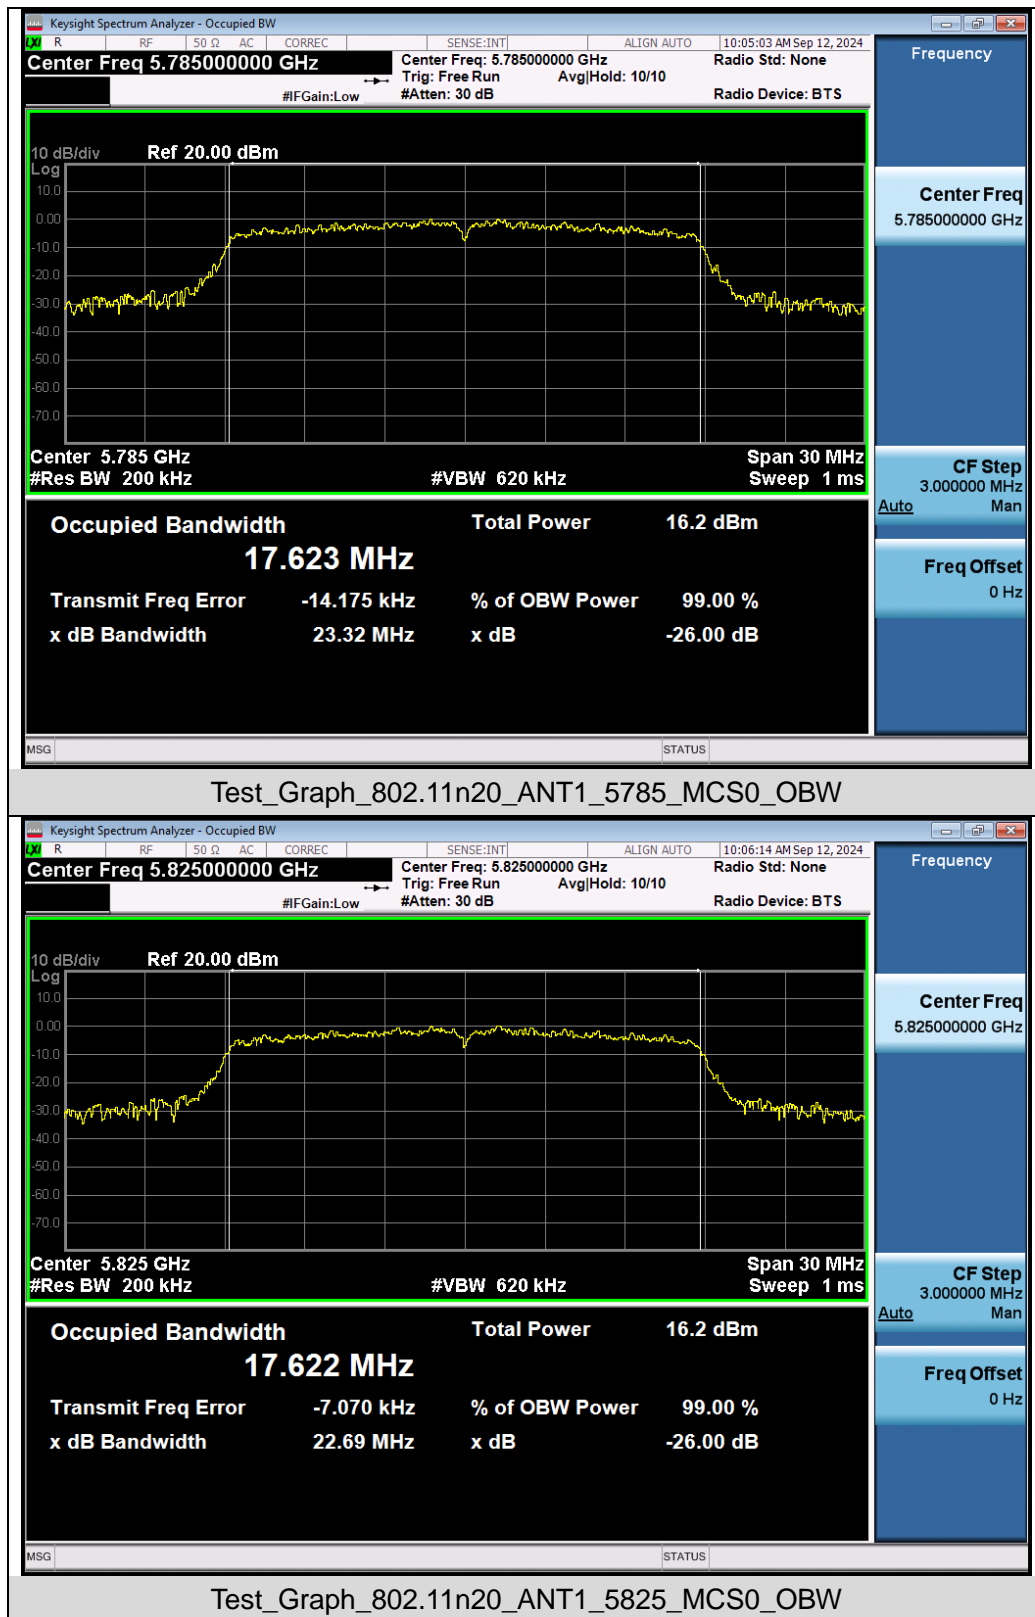 Keysight Spectrum Analyzer - Occupied BW
LXI R RF 50 Ω AC CORREC SENSE:INT ALIGN AUTO 10:05:03 AM Sep 12, 2024
Center Freq 5.785000000 GHz
Center Freq: 5.785000000 GHz
Radio Std: None
Trig: Free Run Avg|Hold: 10/10
#IFGain:Low
#Atten: 30 dB
Radio Device: BTS
Frequency
10 dB/div Ref 20.00 dBm
Log
10.0
0.00
-10.0
-20.0
-30.0
-40.0
-50.0
-60.0
-70.0
Center Freq
5.785000000 GHz
Center 5.785 GHz Span 30 MHz
#Res BW 200 kHz #VBW 620 kHz Sweep 1 ms
CF Step
3.000000 MHz
Auto Man
Freq Offset
0 Hz
Occupied Bandwidth Total Power 16.2 dBm
17.623 MHz
Transmit Freq Error -14.175 kHz % of OBW Power 99.00 %
x dB Bandwidth 23.32 MHz x dB -26.00 dB
MSG STATUS
Test_Graph_802.11n20_ANT1_5785_MCS0_OBW
Keysight Spectrum Analyzer - Occupied BW
LXI R RF 50 Ω AC CORREC SENSE:INT ALIGN AUTO 10:06:14 AM Sep 12, 2024
Center Freq 5.825000000 GHz
Center Freq: 5.825000000 GHz
Radio Std: None
Trig: Free Run Avg|Hold: 10/10
#IFGain:Low
#Atten: 30 dB
Radio Device: BTS
Frequency
10 dB/div Ref 20.00 dBm
Log
10.0
0.00
-10.0
-20.0
-30.0
-40.0
-50.0
-60.0
-70.0
Center Freq
5.825000000 GHz
Center 5.825 GHz Span 30 MHz
#Res BW 200 kHz #VBW 620 kHz Sweep 1 ms
CF Step
3.000000 MHz
Auto Man
Freq Offset
0 Hz
Occupied Bandwidth Total Power 16.2 dBm
17.622 MHz
Transmit Freq Error -7.070 kHz % of OBW Power 99.00 %
x dB Bandwidth 22.69 MHz x dB -26.00 dB
MSG STATUS
Test_Graph_802.11n20_ANT1_5825_MCS0_OBW